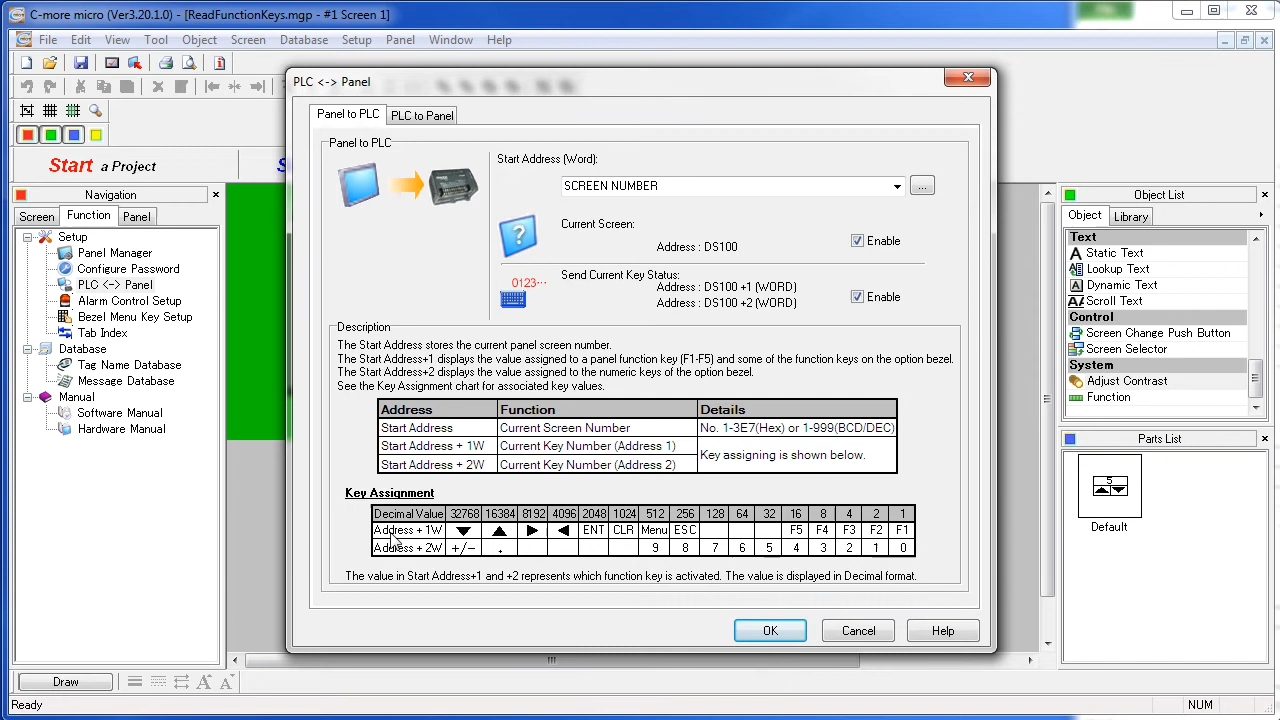 C-more micro (Ver3.20.1.0) - [ReadFunctionKeys.mgp - #1 Screen 1]
File Edit View Tool Object Screen Database Setup Panel Window Help
PLC <-> Panel
Panel to PLC PLC to Panel
Start a Project
Navigation
Screen Function Panel
Setup
Panel Manager
Configure Password
PLC <-> Panel
Alarm Control Setup
Bezel Menu Key Setup
Tab Index
Database
Tag Name Database
Message Database
Manual
Software Manual
Hardware Manual
Panel to PLC
Start Address (Word):
SCREEN NUMBER
...
Current Screen:
Address : DS100
Enable
0123...
Send Current Key Status:
Address : DS100 +1 (WORD)
Address : DS100 +2 (WORD)
Enable
Description
The Start Address stores the current panel screen number.
The Start Address+1 displays the value assigned to a panel function key (F1-F5) and some of the function keys on the option bezel.
The Start Address+2 displays the value assigned to the numeric keys of the option bezel.
See the Key Assignment chart for associated key values.
Address Function Details
Start Address Current Screen Number No. 1-3E7(Hex) or 1-999(BCD/DEC)
Start Address + 1W Current Key Number (Address 1) Key assigning is shown below.
Start Address + 2W Current Key Number (Address 2)
Key Assignment
Decimal Value 32768 16384 8192 4096 2048 1024 512 256 128 64 32 16 8 4 2 1
Address + 1W ▼ ▲ ► ◄ ENT CLR Menu ESC F5 F4 F3 F2 F1
Address + 2W +/- . 9 8 7 6 5 4 3 2 1 0
The value in Start Address+1 and +2 represents which function key is activated. The value is displayed in Decimal format.
OK Cancel Help
Object List
Object Library
Text
Static Text
Lookup Text
Dynamic Text
Scroll Text
Control
Screen Change Push Button
Screen Selector
System
Adjust Contrast
Function
Parts List
5
Default
Draw
Ready
NUM